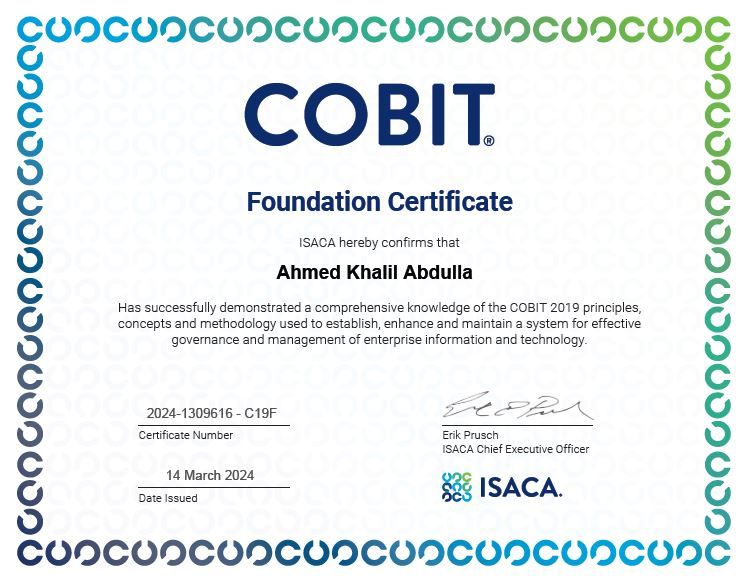 COBIT®
Foundation Certificate
ISACA hereby confirms that
Ahmed Khalil Abdulla
Has successfully demonstrated a comprehensive knowledge of the COBIT 2019 principles,
concepts and methodology used to establish, enhance and maintain a system for effective
governance and management of enterprise information and technology.
2024-1309616 - C19F
Certificate Number
Erik Prusch
ISACA Chief Executive Officer
14 March 2024
Date Issued
ISACA.